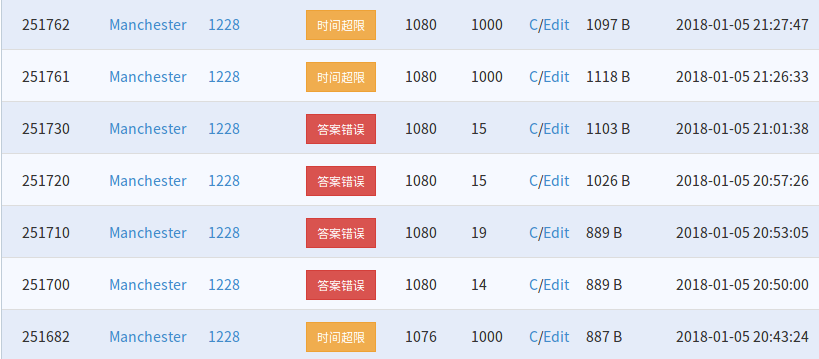 251762 Manchester 1228 时间超限 1080 1000 C/Edit 1097 B 2018-01-05 21:27:47
251761 Manchester 1228 时间超限 1080 1000 C/Edit 1118 B 2018-01-05 21:26:33
251730 Manchester 1228 答案错误 1080 15 C/Edit 1103 B 2018-01-05 21:01:38
251720 Manchester 1228 答案错误 1080 15 C/Edit 1026 B 2018-01-05 20:57:26
251710 Manchester 1228 答案错误 1080 19 C/Edit 889 B 2018-01-05 20:53:05
251700 Manchester 1228 答案错误 1080 14 C/Edit 889 B 2018-01-05 20:50:00
251682 Manchester 1228 时间超限 1076 1000 C/Edit 887 B 2018-01-05 20:43:24